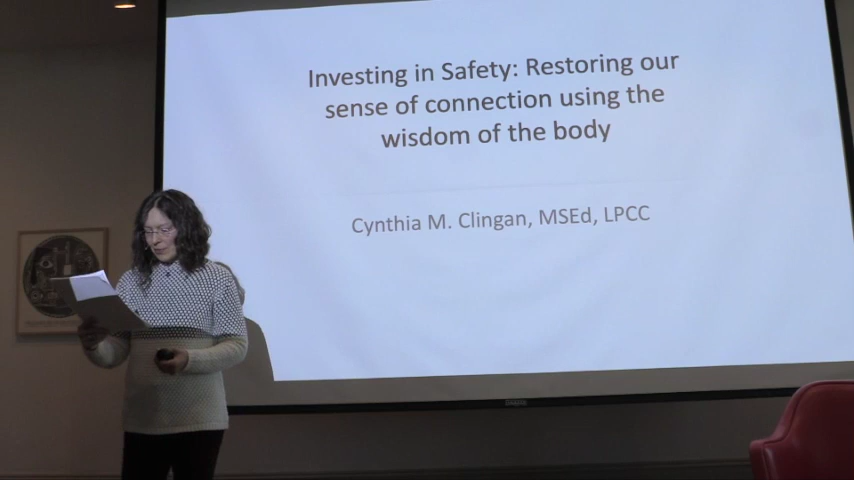 Investing in Safety: Restoring our
sense of connection using the
wisdom of the body
Cynthia M. Clingan, MSEd, LPCC